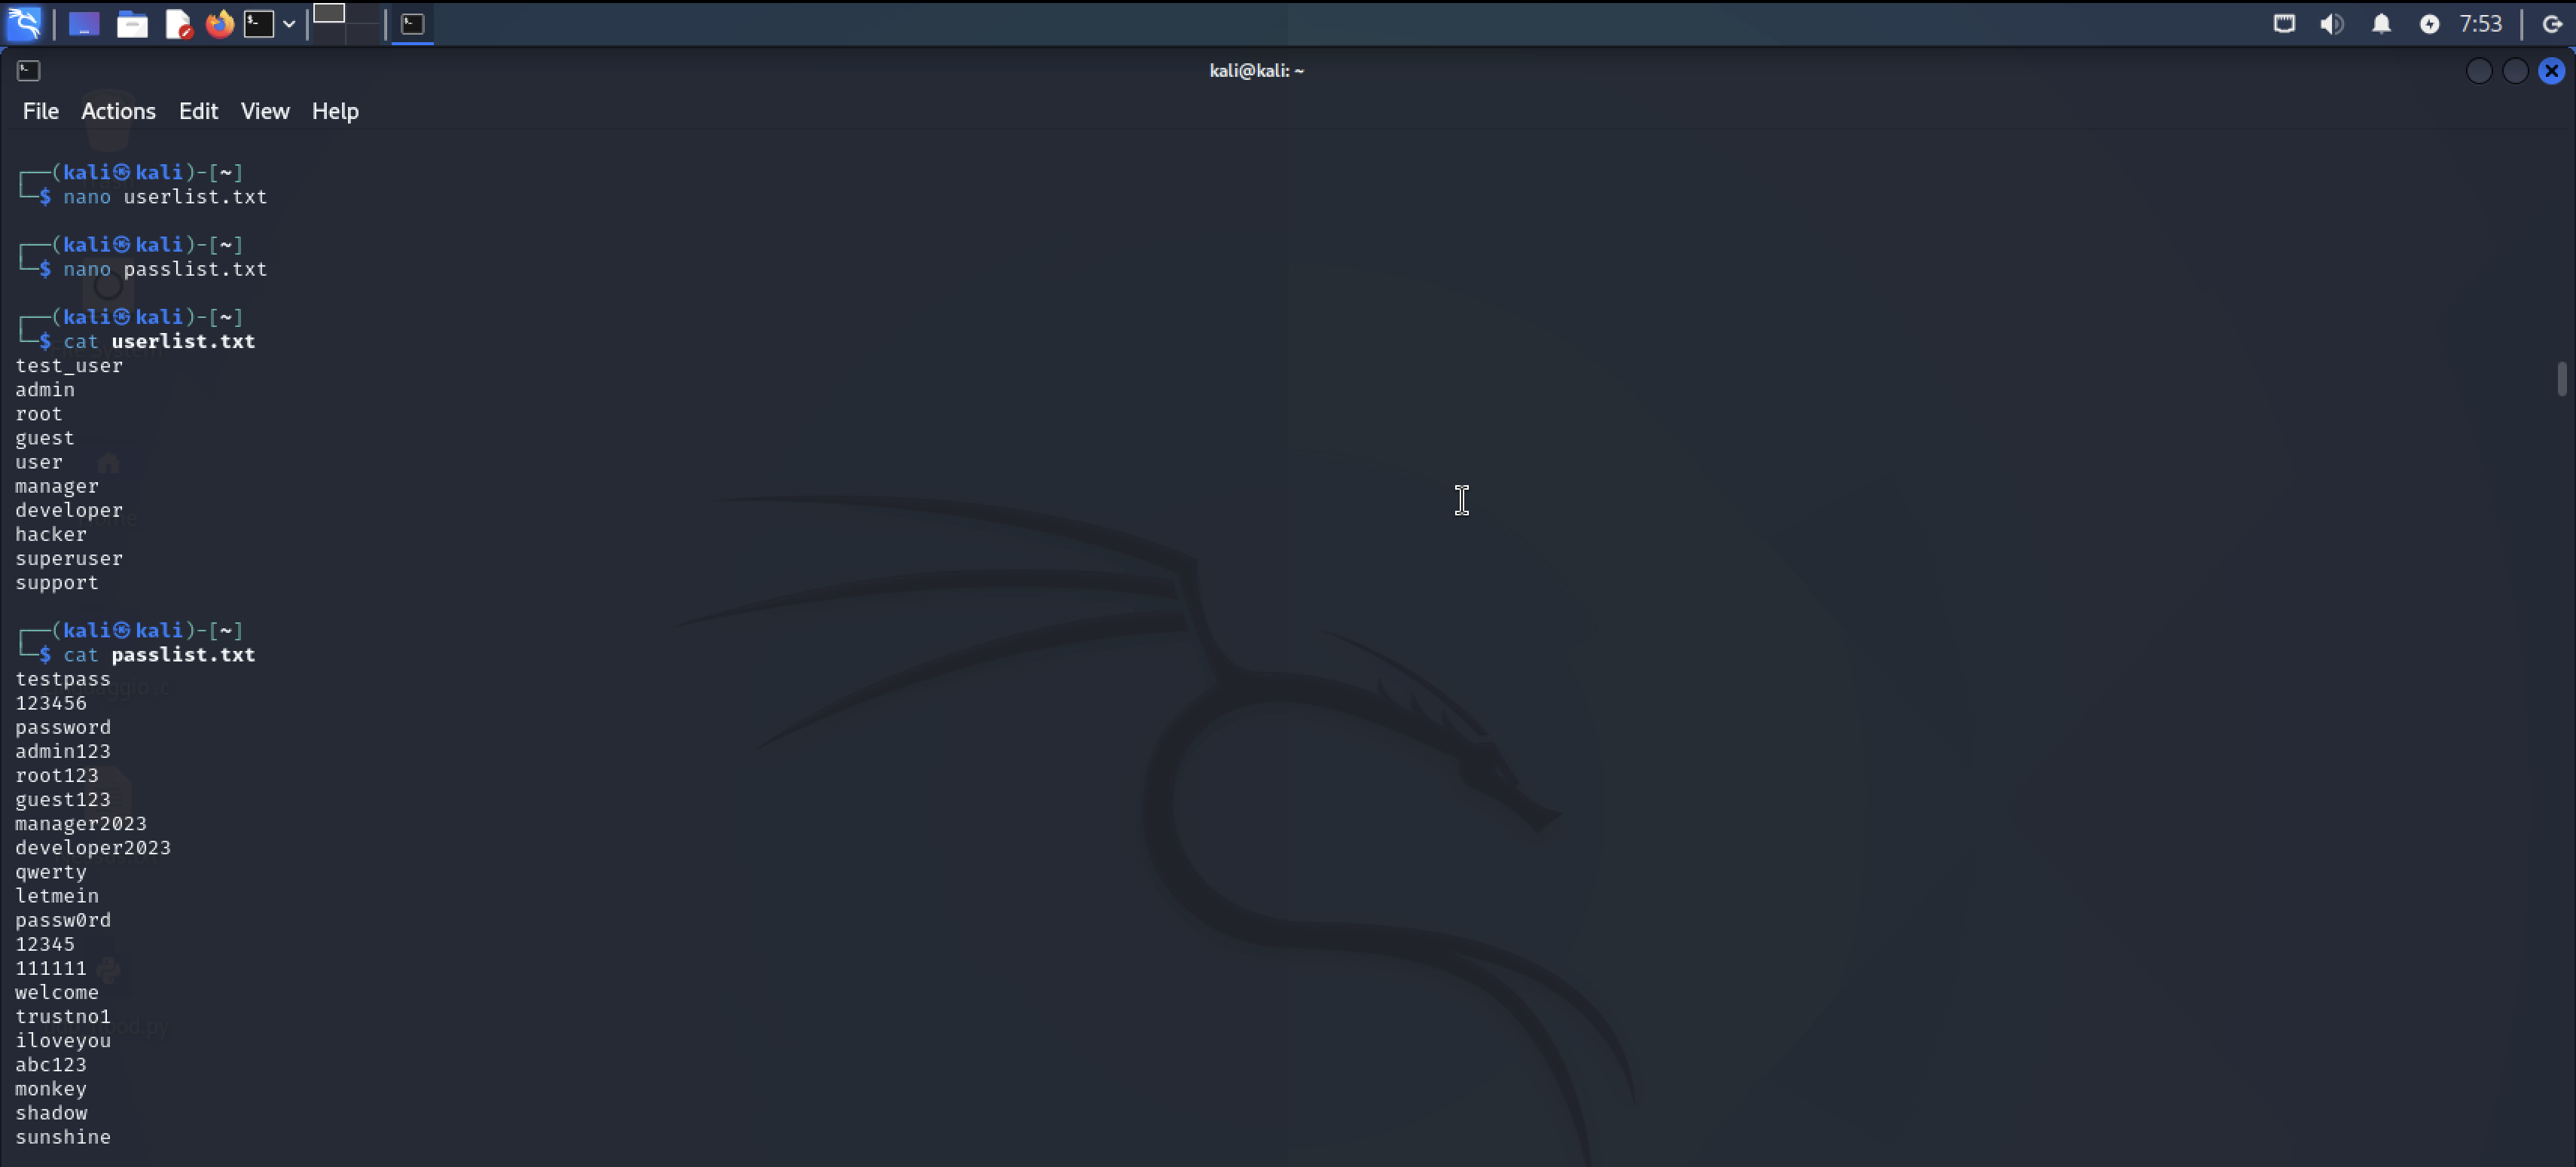 7:53
kali@kali: ~
File Actions Edit View Help
┌──(kali㉿kali)-[~]
└─$ nano userlist.txt
┌──(kali㉿kali)-[~]
└─$ nano passlist.txt
┌──(kali㉿kali)-[~]
└─$ cat userlist.txt
test_user
admin
root
guest
user
manager
developer
hacker
superuser
support
┌──(kali㉿kali)-[~]
└─$ cat passlist.txt
testpass
123456
password
admin123
root123
guest123
manager2023
developer2023
qwerty
letmein
passw0rd
12345
111111
welcome
trustno1
iloveyou
abc123
monkey
shadow
sunshine